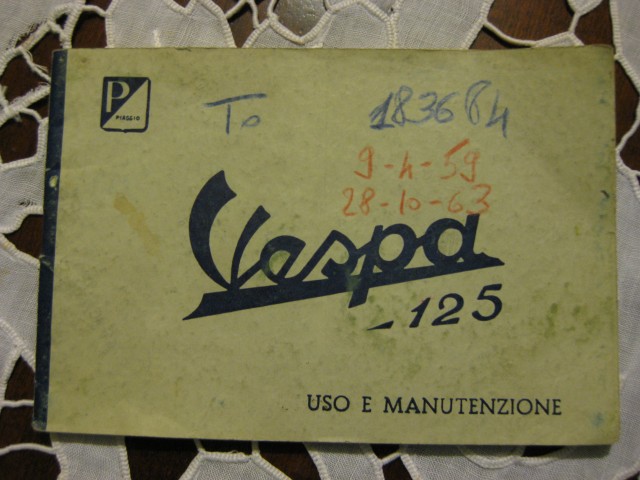 P
PIAGGIO
To 183684
9-4-59
28-10-63
Vespa
125
USO E MANUTENZIONE